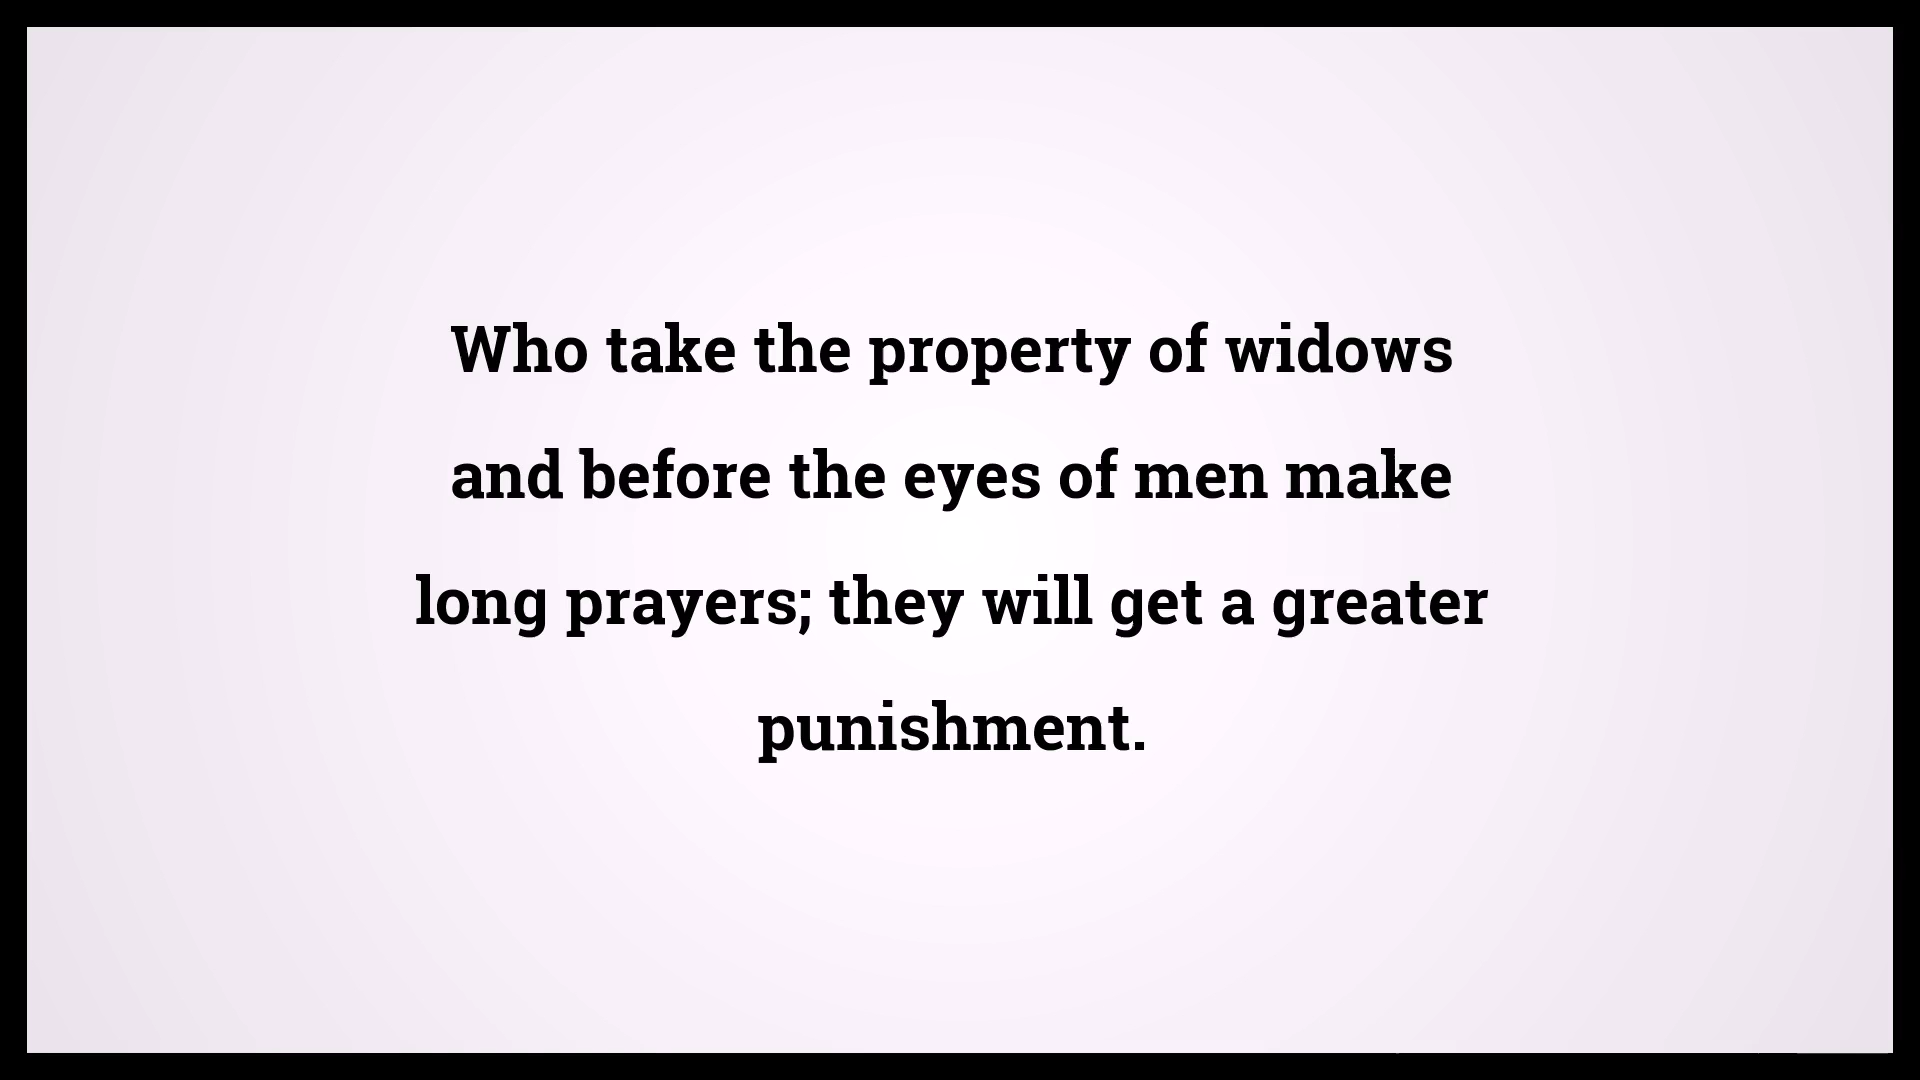 Who take the property of widows
and before the eyes of men make
long prayers; they will get a greater
punishment.